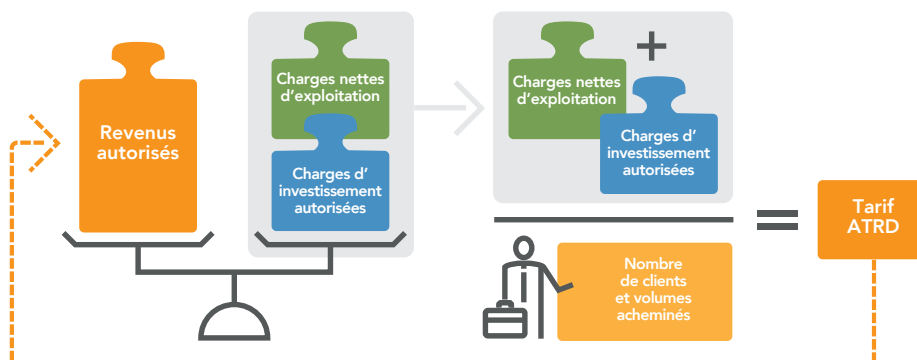 Revenus
autorisés
Charges nettes
d’exploitation
Charges d’
investissement
autorisées
Charges nettes
d’exploitation
+
Charges d’
investissement
autorisées
Nombre
de clients
et volumes
acheminés
=
Tarif
ATRD